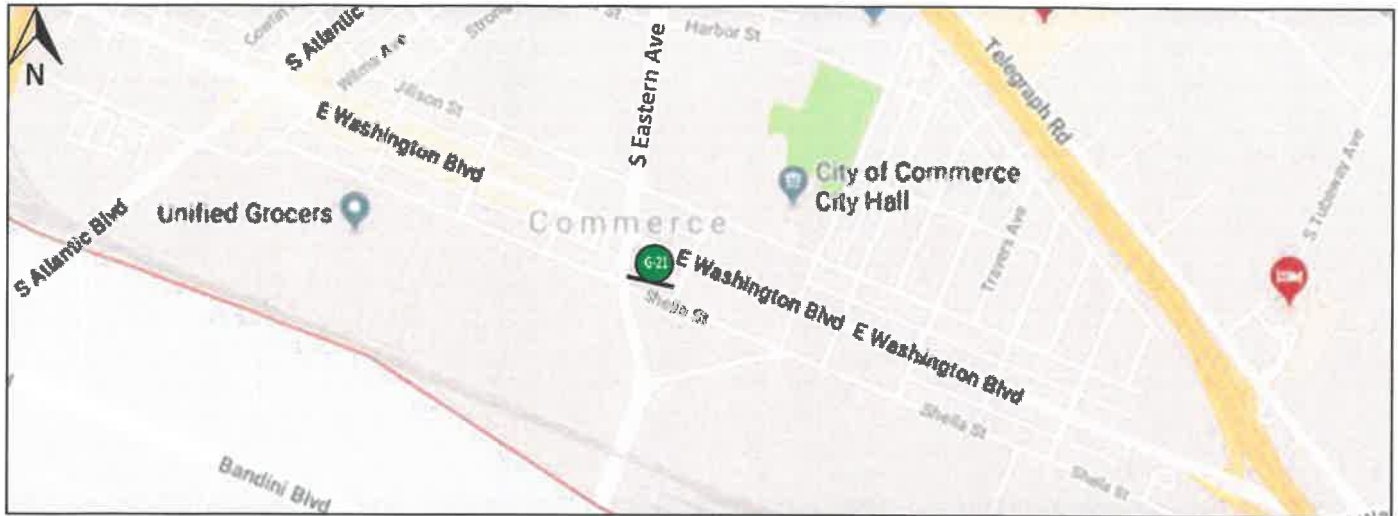 N
Strong
St
Harbor St
S Atlantic
Jillson St
E Washington Blvd
S Eastern Ave
Telegraph Rd
S Tubeway Ave
City of Commerce
City Hall
Unified Grocers
Commerce
Travers Ave
S Atlantic Blvd
G-21
E Washington Blvd
E Washington Blvd
Sheila St
Sheila St
Sheila St
Bandini Blvd